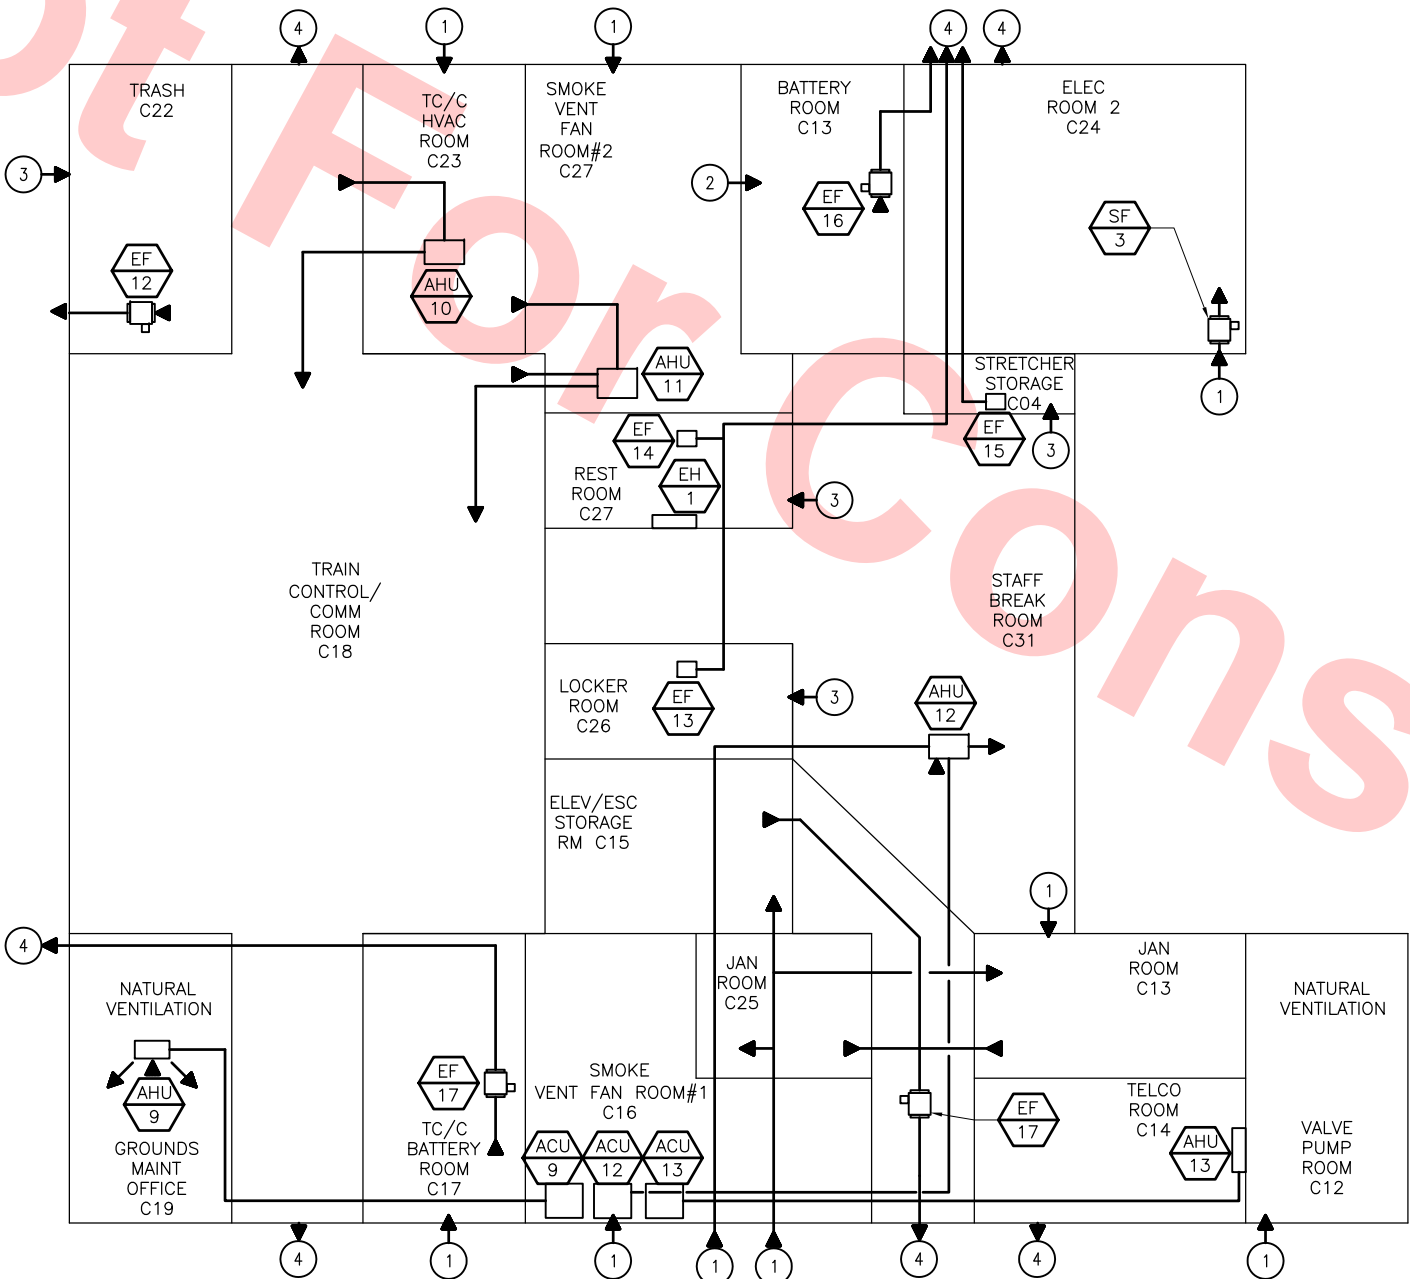 4
1
1
4
4
TRASH
C22
TC/C
HVAC
ROOM
C23
SMOKE
VENT
FAN
ROOM#2
C27
BATTERY
ROOM
C13
ELEC
ROOM 2
C24
3
2
EF
16
SF
3
EF
12
AHU
10
AHU
11
STRETCHER
STORAGE
C04
1
EF
14
EF
15
3
REST
ROOM
C27
EH
1
3
TRAIN
CONTROL/
COMM
ROOM
C18
STAFF
BREAK
ROOM
C31
LOCKER
ROOM
C26
EF
13
3
AHU
12
ELEV/ESC
STORAGE
RM C15
1
4
NATURAL
VENTILATION
JAN
ROOM
C25
JAN
ROOM
C13
NATURAL
VENTILATION
AHU
9
GROUNDS
MAINT
OFFICE
C19
EF
17
TC/C
BATTERY
ROOM
C17
SMOKE
VENT FAN ROOM#1
C16
ACU
9
ACU
12
ACU
13
EF
17
TELCO
ROOM
C14
AHU
13
VALVE
PUMP
ROOM
C12
4
1
1
1
1
4
4
1
ot For Cons